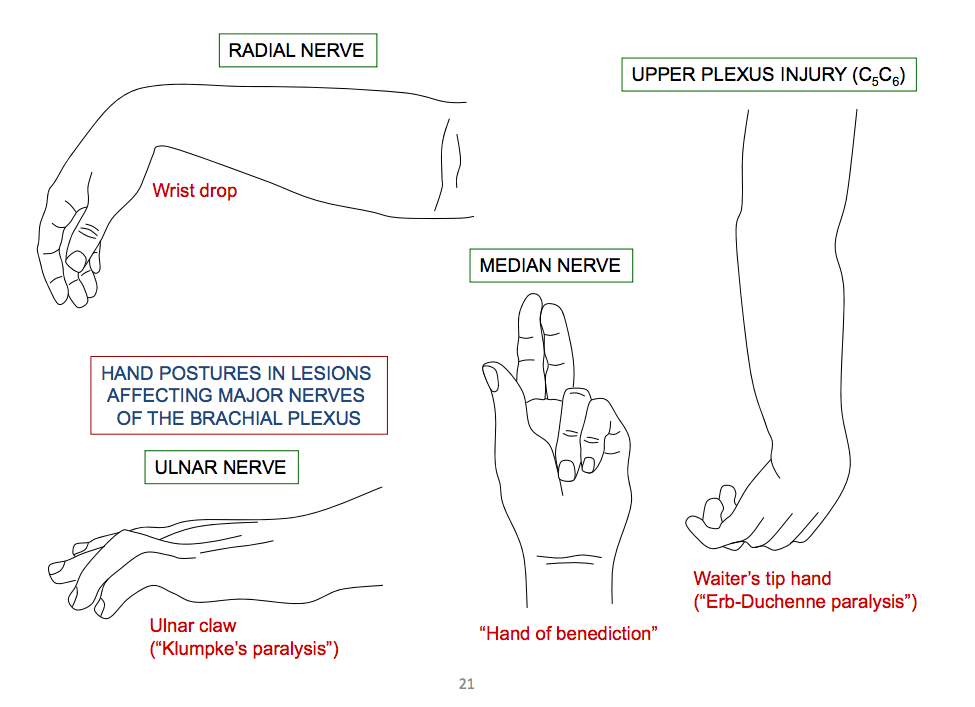 RADIAL NERVE
UPPER PLEXUS INJURY (C5C6)
Wrist drop
MEDIAN NERVE
HAND POSTURES IN LESIONS
AFFECTING MAJOR NERVES
OF THE BRACHIAL PLEXUS
ULNAR NERVE
Waiter’s tip hand
(“Erb-Duchenne paralysis”)
Ulnar claw
(“Klumpke’s paralysis”)
“Hand of benediction”
21